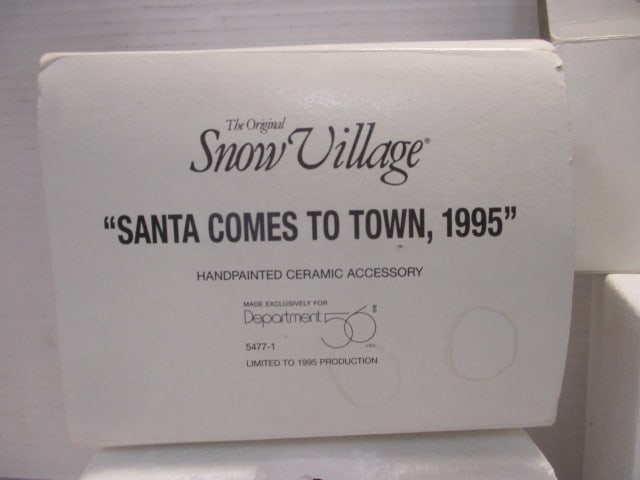 The Original
Snow Village®
"SANTA COMES TO TOWN, 1995"
HANDPAINTED CERAMIC ACCESSORY
MADE EXCLUSIVELY FOR
Department 56®
INC.
5477-1
LIMITED TO 1995 PRODUCTION